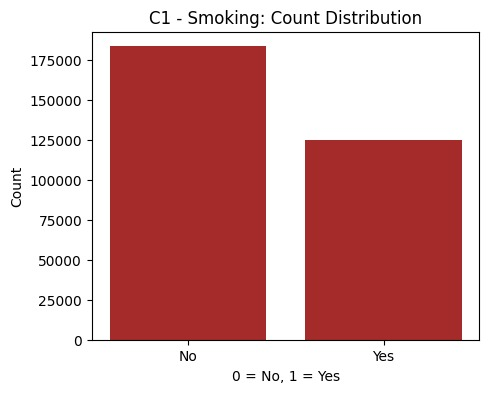 C1 - Smoking: Count Distribution
175000
150000
125000
100000
75000
50000
25000
0
Count
No
Yes
0 = No, 1 = Yes